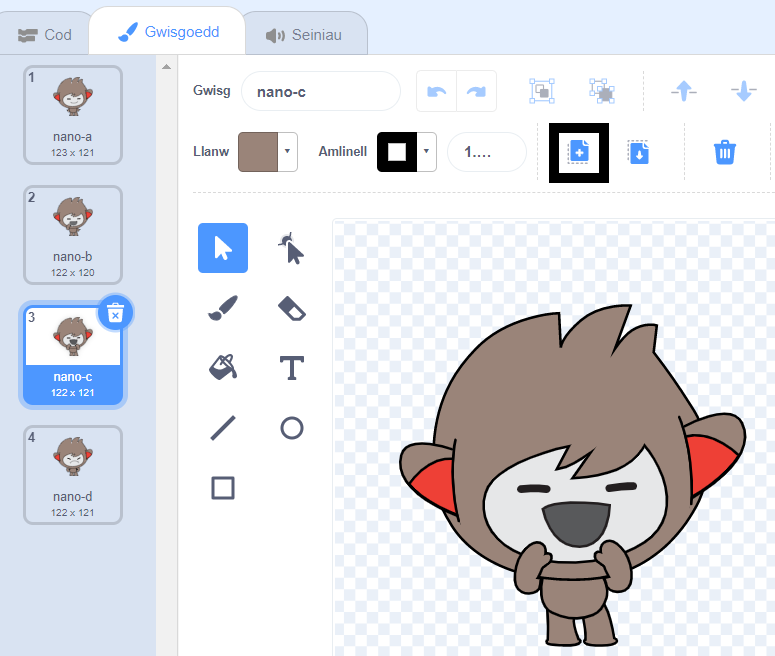 Cod
Gwisgoedd
Seiniau
1
nano-a
123 x 121
2
nano-b
122 x 120
3
nano-c
122 x 121
4
nano-d
122 x 121
Gwisg nano-c
Llanw Amlinell 1....
T